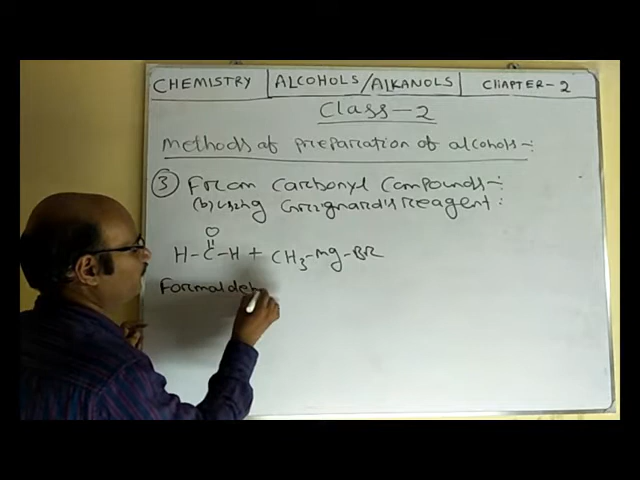 CHEMISTRY | ALCOHOLS/ALKANOLS | CHAPTER-2
Class-2
Methods of preparation of alcohols-:
③ From Carbonyl Compounds-:
(b) using Grignard's Reagent:
O
||
H-C-H + CH3-Mg-BR
Formaldeh